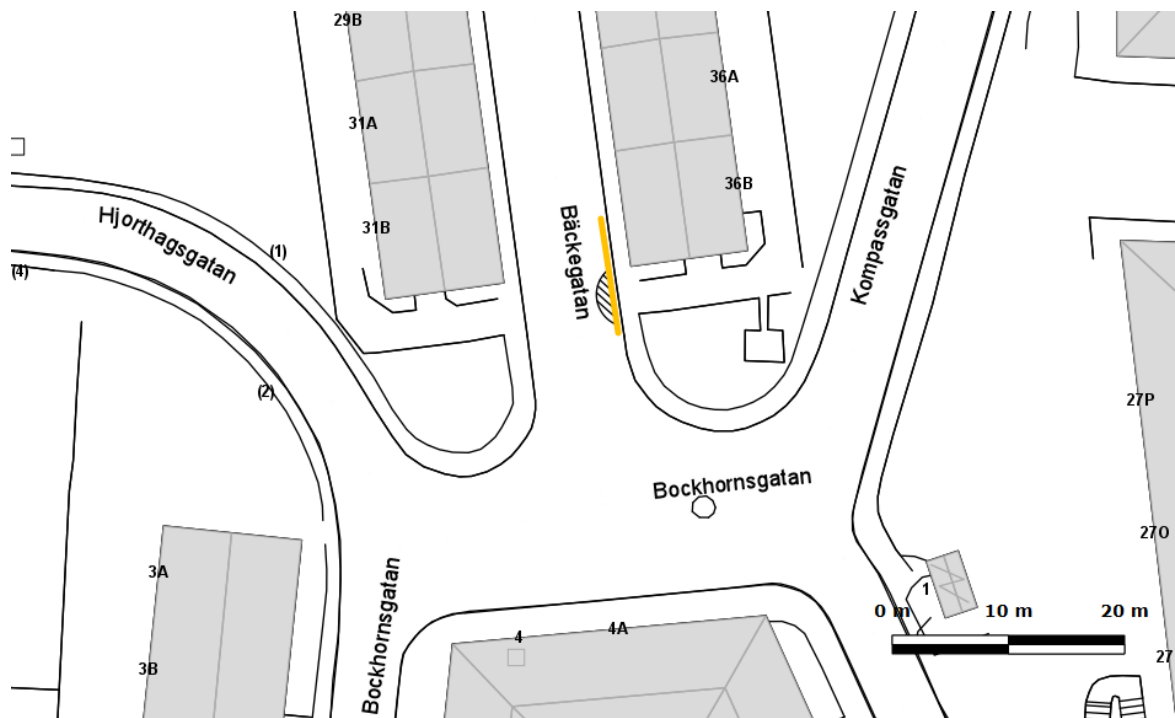 29B
36A
31A
36B
Hjorthagsgatan
Bäckegatan
Kompassgatan
31B
(1)
(4)
(2)
27P
Bockhornsgatan
27O
3A
Bockhornsgatan
1
0 m 10 m 20 m
4A
4
3B
27